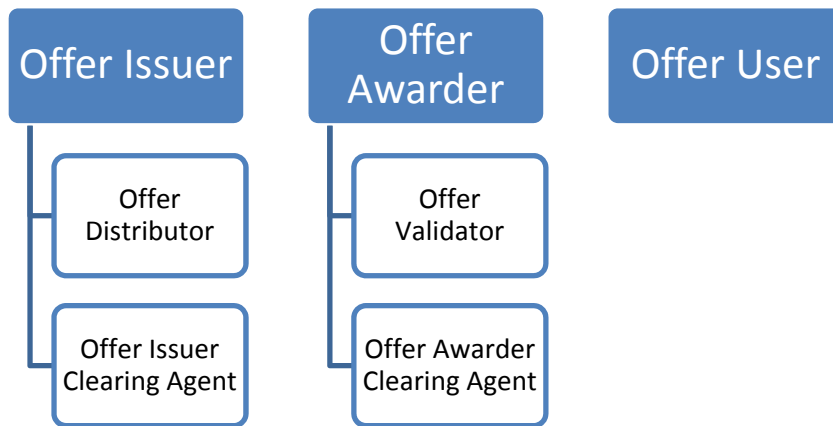 Offer Issuer
Offer
Awarder
Offer User
Offer
Distributor
Offer
Validator
Offer Issuer
Clearing Agent
Offer Awarder
Clearing Agent